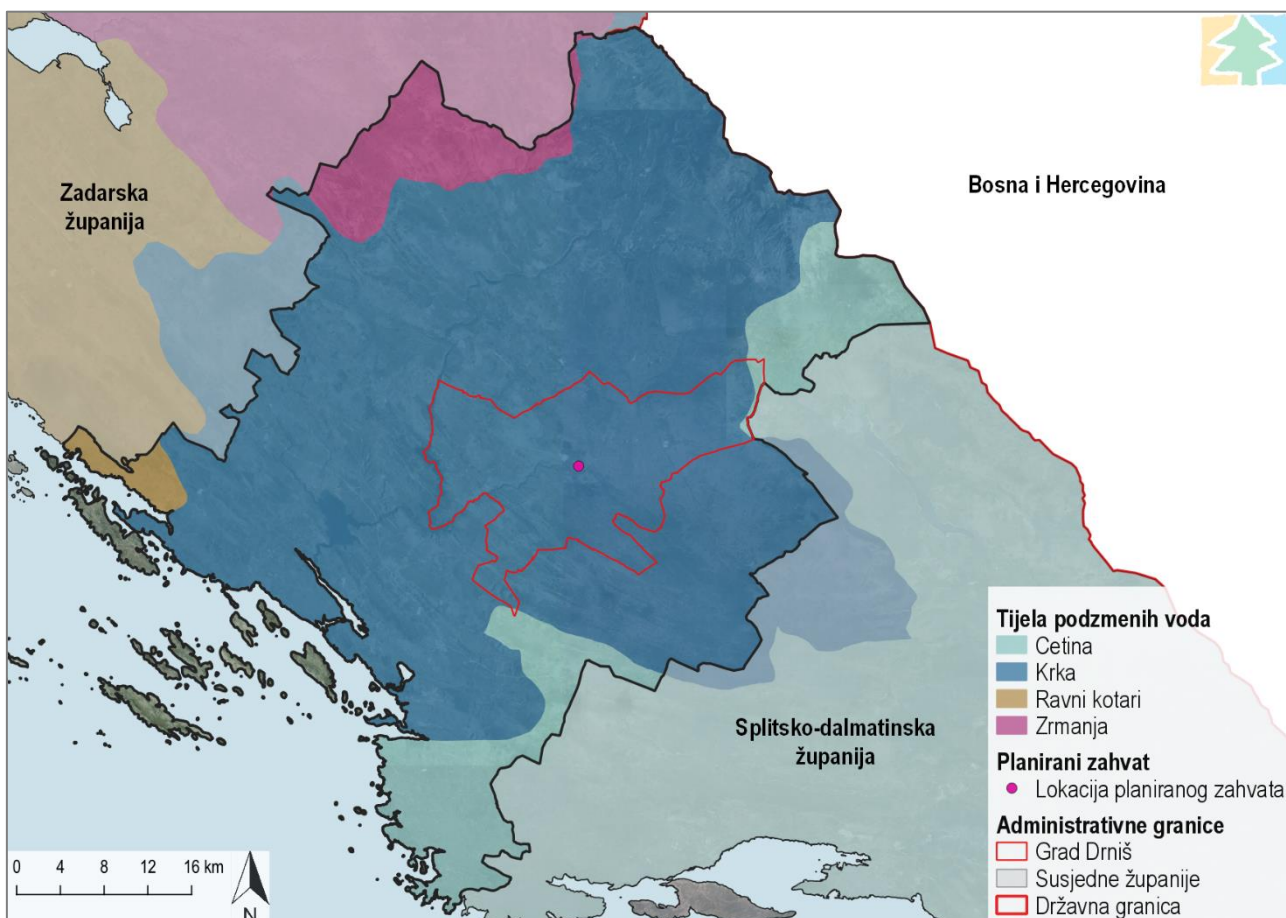 Zadarska
županija
Bosna i Hercegovina
Splitsko-dalmatinska
županija
Tijela podzmenih voda
Cetina
Krka
Ravni kotari
Zrmanja
Planirani zahvat
Lokacija planiranog zahvata
Administrativne granice
Grad Drniš
Susjedne županije
Državna granica
0 4 8 12 16 km
N